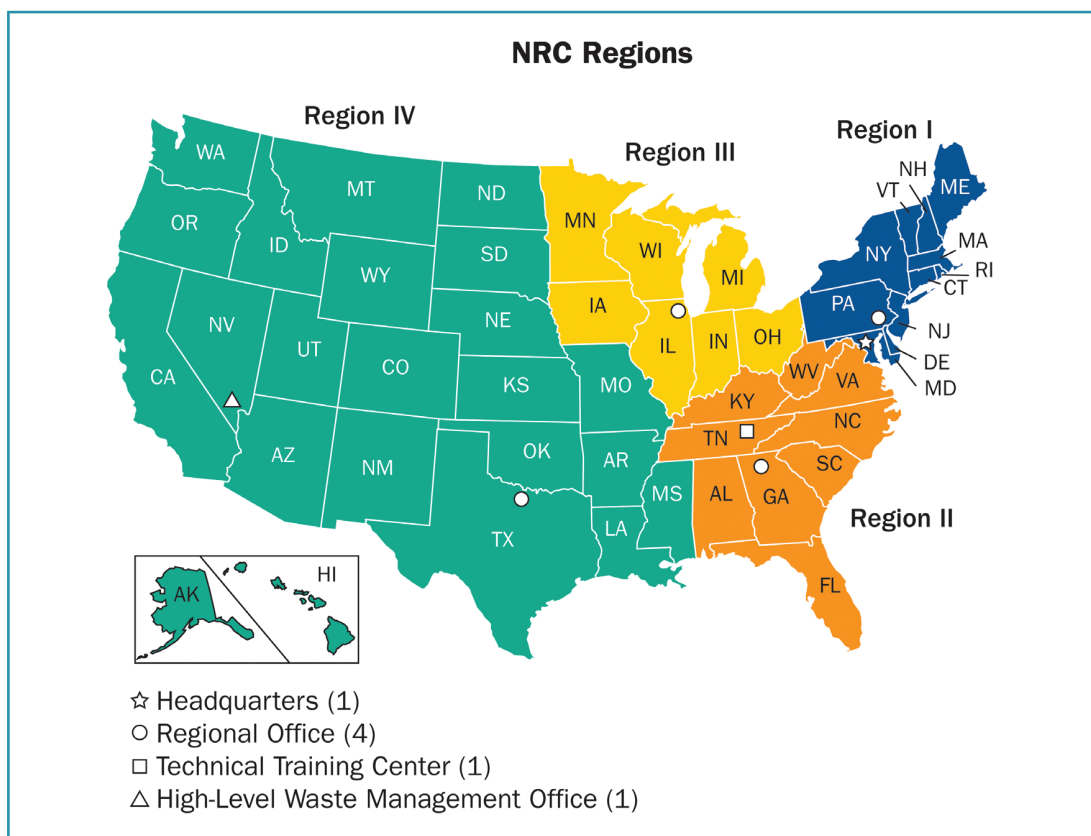 NRC Regions
Region IV
Region III
Region I
WA
MT
ND
MN
OR
ID
SD
WI
MI
NH
VT
ME
NY
MA
RI
CT
WY
NE
IA
PA
NJ
DE
MD
NV
UT
CO
KS
MO
IL
IN
OH
WV
VA
KY
CA
AZ
NM
OK
AR
TN
NC
SC
MS
AL
GA
TX
LA
Region II
FL
AK
HI
Headquarters (1)
Regional Office (4)
Technical Training Center (1)
High-Level Waste Management Office (1)